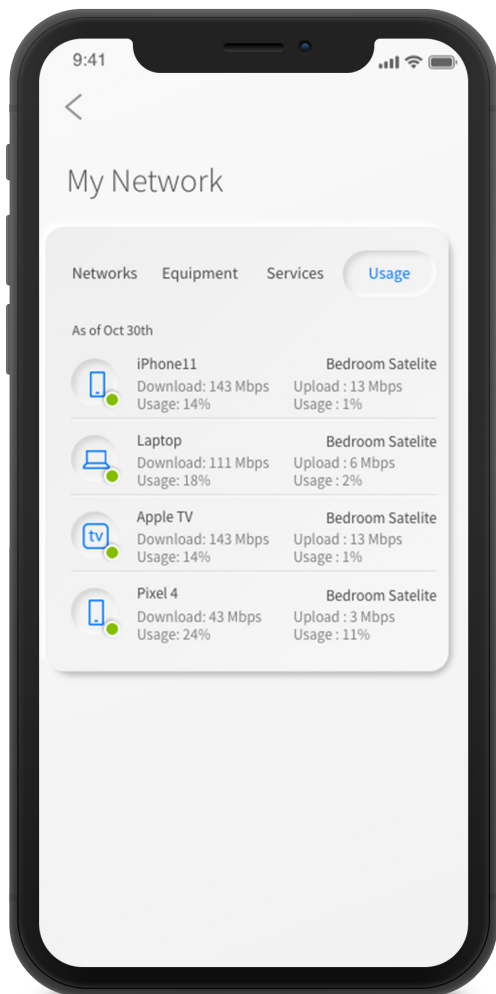 9:41
My Network
Networks Equipment Services Usage
As of Oct 30th
iPhone11 Bedroom Satelite
Download: 143 Mbps Upload : 13 Mbps
Usage: 14% Usage : 1%
Laptop Bedroom Satelite
Download: 111 Mbps Upload : 6 Mbps
Usage: 18% Usage : 2%
tv
Apple TV Bedroom Satelite
Download: 143 Mbps Upload : 13 Mbps
Usage: 14% Usage : 1%
Pixel 4 Bedroom Satelite
Download: 43 Mbps Upload : 3 Mbps
Usage: 24% Usage : 11%